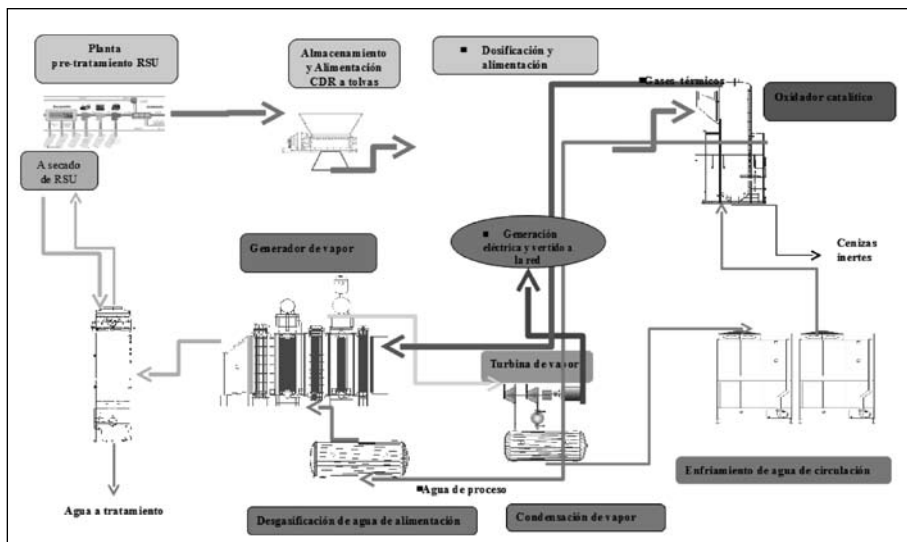 Planta
pre-tratamiento RSU
Almacenamiento
y Alimentación
CDR a tolvas
▪ Dosificación y
alimentación
▪Gases térmicos
Oxidador catalítico
A secado
de RSU
Generador de vapor
▪ Generación
eléctrica y vertido a
la red
Cenizas
inertes
Turbina de vapor
Enfriamiento de agua de circulación
▪Agua de proceso
Agua a tratamiento
Desgasificación de agua de alimentación
Condensación de vapor